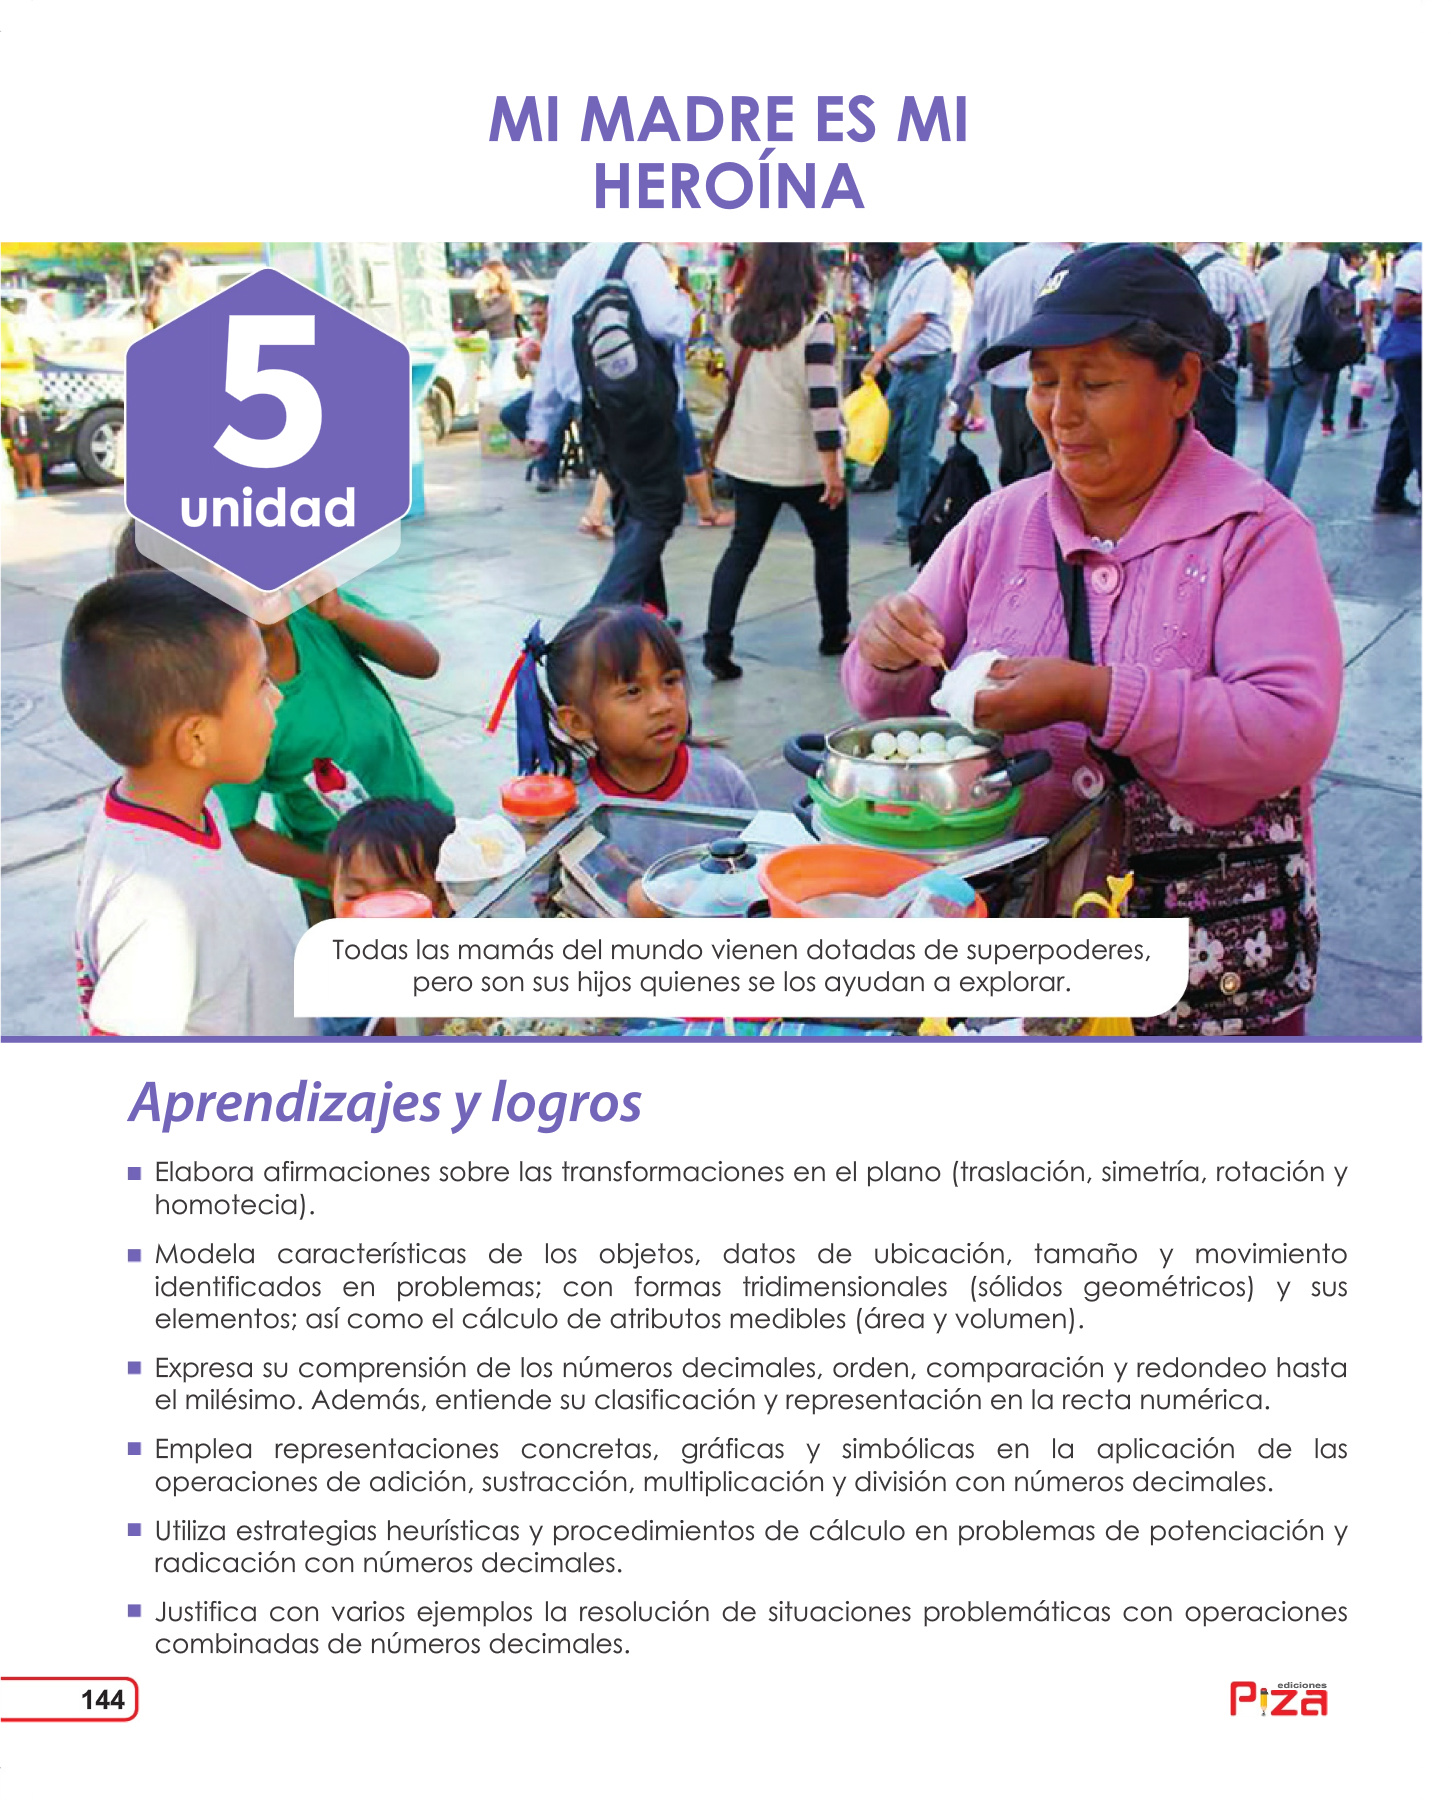 MI MADRE ES MI
HEROÍNA
5
unidad
Todas las mamás del mundo vienen dotadas de superpoderes,
pero son sus hijos quienes se los ayudan a explorar.
Aprendizajes y logros
Elabora afirmaciones sobre las transformaciones en el plano (traslación, simetría, rotación y
homotecia).
Modela características de los objetos, datos de ubicación, tamaño y movimiento
identificados en problemas; con formas tridimensionales (sólidos geométricos) y sus
elementos; así como el cálculo de atributos medibles (área y volumen).
Expresa su comprensión de los números decimales, orden, comparación y redondeo hasta
el milésimo. Además, entiende su clasificación y representación en la recta numérica.
Emplea representaciones concretas, gráficas y simbólicas en la aplicación de las
operaciones de adición, sustracción, multiplicación y división con números decimales.
Utiliza estrategias heurísticas y procedimientos de cálculo en problemas de potenciación y
radicación con números decimales.
Justifica con varios ejemplos la resolución de situaciones problemáticas con operaciones
combinadas de números decimales.
144
ediciones
Piza